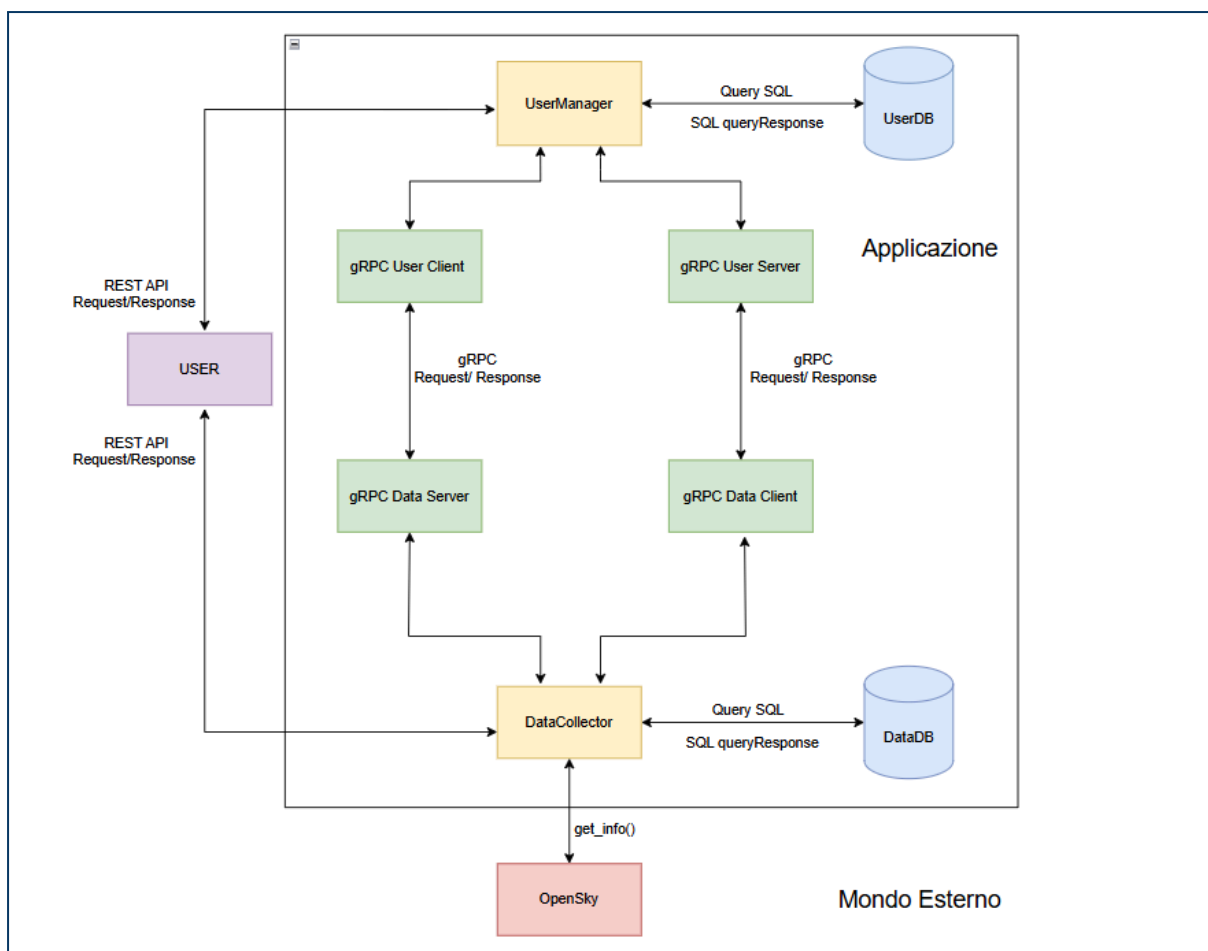 UserManager
Query SQL
SQL queryResponse
UserDB
gRPC User Client
gRPC User Server
Applicazione
REST API
Request/Response
USER
gRPC
Request/ Response
gRPC
Request/ Response
REST API
Request/Response
gRPC Data Server
gRPC Data Client
DataCollector
Query SQL
SQL queryResponse
DataDB
get_info()
OpenSky
Mondo Esterno